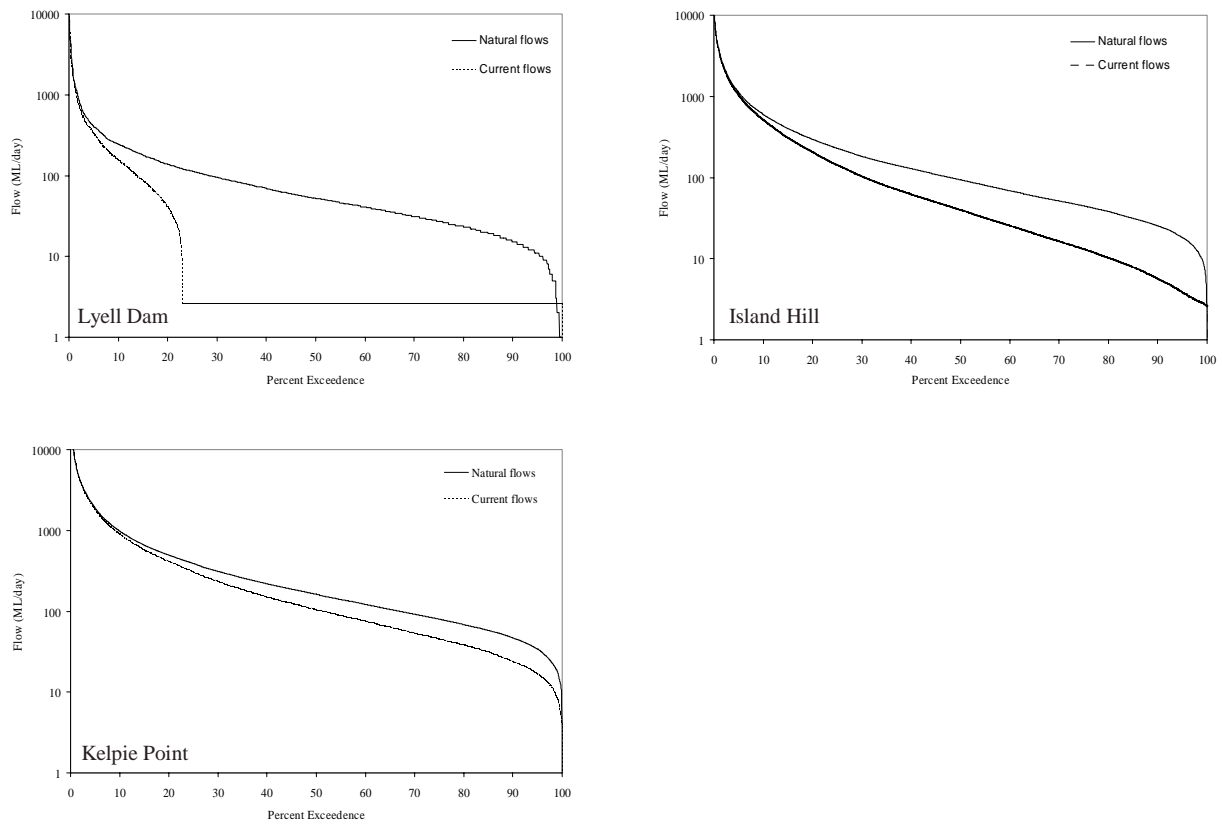 10000
1000
100
10
1
Flow (ML/day)
Natural flows
Current flows
Lyell Dam
0 10 20 30 40 50 60 70 80 90 100
Percent Exceedence
10000
1000
100
10
1
Flow (ML/day)
Natural flows
Current flows
Island Hill
0 10 20 30 40 50 60 70 80 90 100
Percent Exceedence
10000
1000
100
10
1
Flow (ML/day)
Natural flows
Current flows
Kelpie Point
0 10 20 30 40 50 60 70 80 90 100
Percent Exceedence